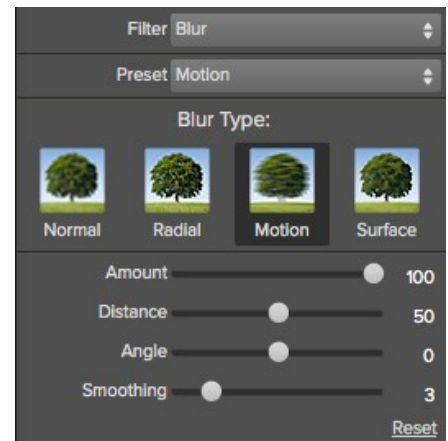 Filter Blur
Preset Motion
Blur Type:
Normal Radial Motion Surface
Amount 100
Distance 50
Angle 0
Smoothing 3
Reset